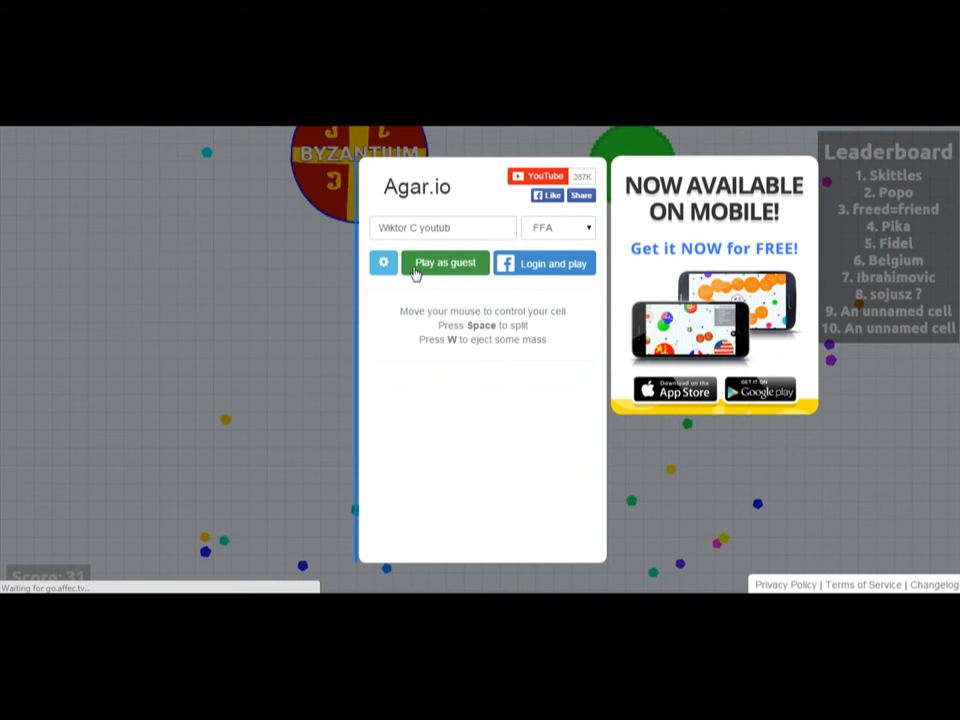 BYZANTIUM
Agar.io
YouTube 287K
Like Share
Wiktor C youtub
FFA
Play as guest
Login and play
Move your mouse to control your cell
Press Space to split
Press W to eject some mass
NOW AVAILABLE
ON MOBILE!
Get it NOW for FREE!
Download on the
App Store
GET IT ON
Google play
Leaderboard
1. Skittles
2. Popo
3. freed=friend
4. Pika
5. Fidel
6. Belgium
7. Ibrahimovic
8. sojusz ?
9. An unnamed cell
10. An unnamed cell
Score: 31
Waiting for go.affec.tv...
Privacy Policy | Terms of Service | Changelog